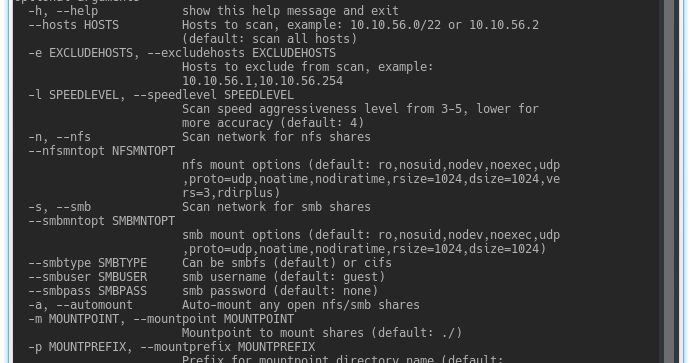 optional arguments
-h, --help show this help message and exit
--hosts HOSTS Hosts to scan, example: 10.10.56.0/22 or 10.10.56.2
(default: scan all hosts)
-e EXCLUDEHOSTS, --excludehosts EXCLUDEHOSTS
Hosts to exclude from scan, example:
10.10.56.1,10.10.56.254
-l SPEEDLEVEL, --speedlevel SPEEDLEVEL
Scan speed aggressiveness level from 3-5, lower for
more accuracy (default: 4)
-n, --nfs Scan network for nfs shares
--nfsmntopt NFSMNTOPT
nfs mount options (default: ro,nosuid,nodev,noexec,udp
,proto=udp,noatime,nodiratime,rsize=1024,dsize=1024,ve
rs=3,rdirplus)
-s, --smb Scan network for smb shares
--smbmntopt SMBMNTOPT
smb mount options (default: ro,nosuid,nodev,noexec,udp
,proto=udp,noatime,nodiratime,rsize=1024,dsize=1024)
--smbtype SMBTYPE Can be smbfs (default) or cifs
--smbuser SMBUSER smb username (default: guest)
--smbpass SMBPASS smb password (default: none)
-a, --automount Auto-mount any open nfs/smb shares
-m MOUNTPOINT, --mountpoint MOUNTPOINT
Mountpoint to mount shares (default: ./)
-p MOUNTPREFIX, --mountprefix MOUNTPREFIX
Prefix for mountpoint directory name (default: